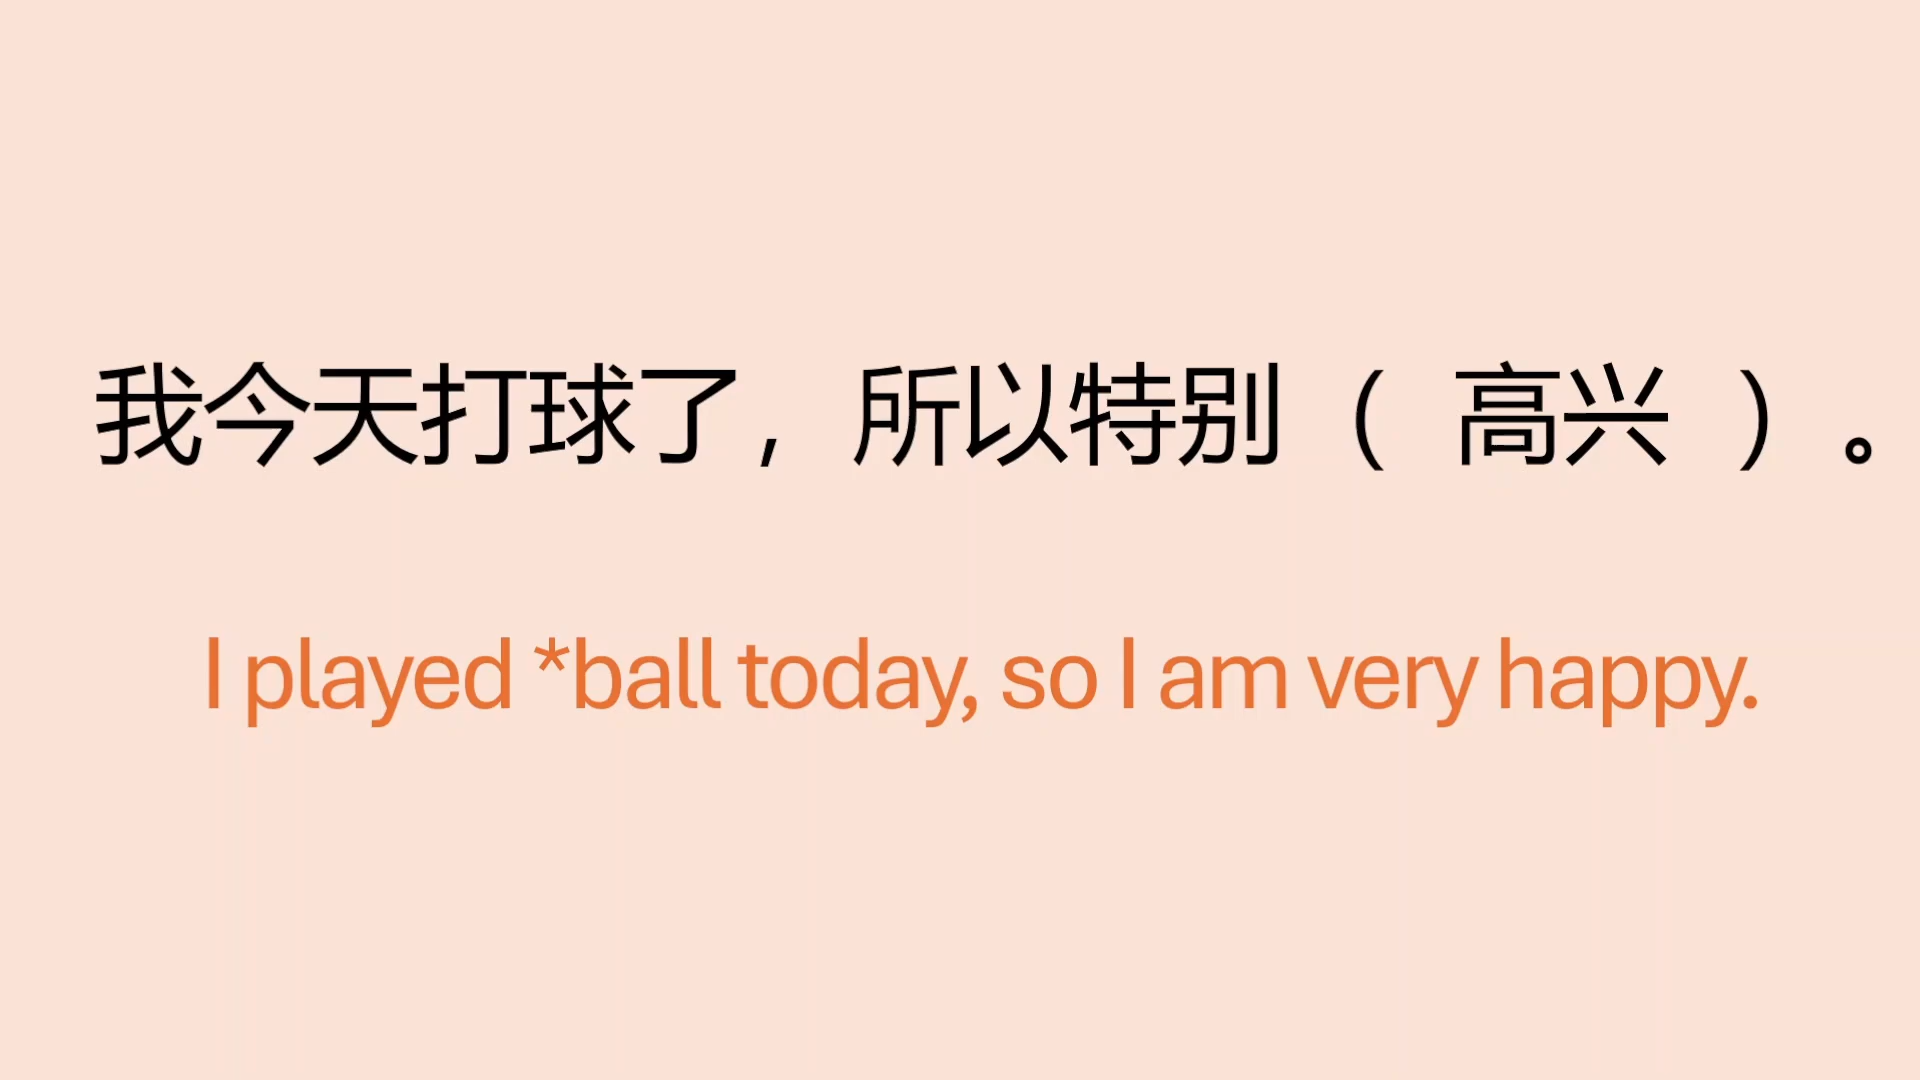 我今天打球了，所以特别（ 高兴 ）。
I played *ball today, so I am very happy.